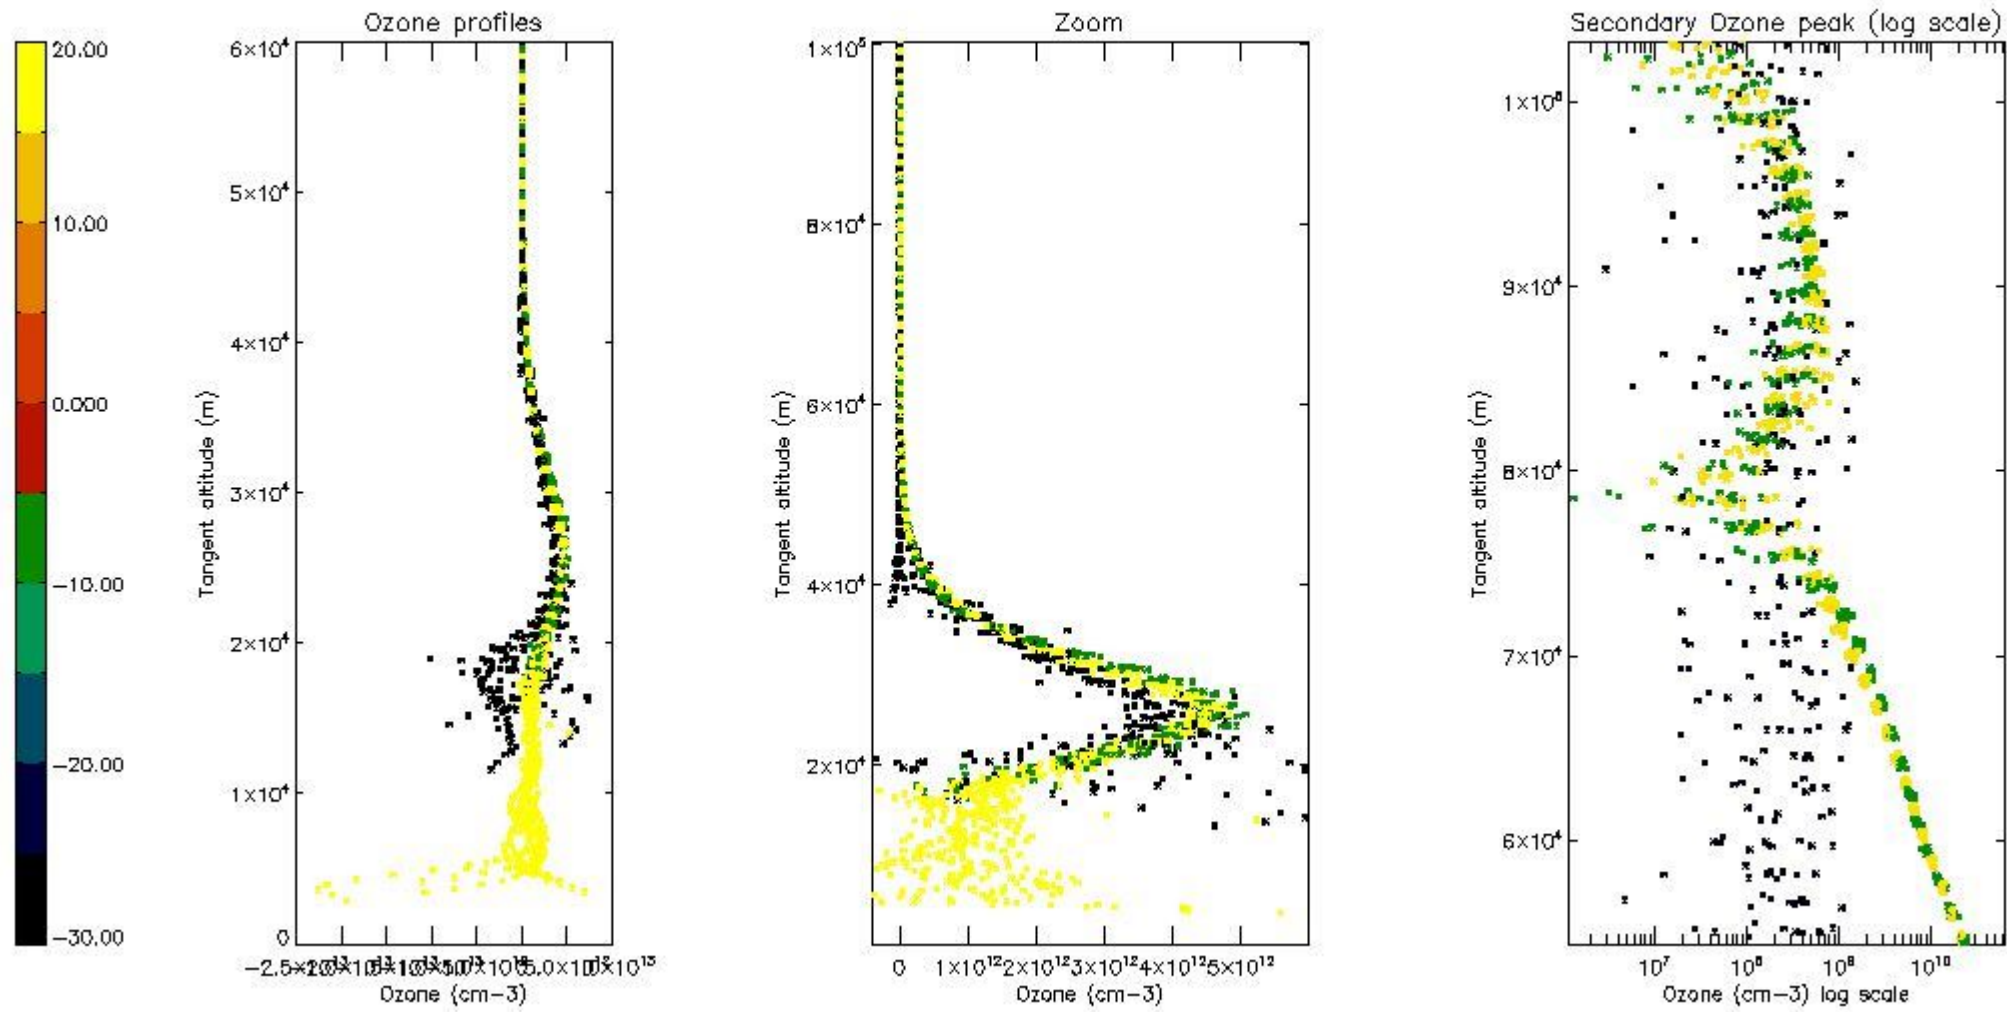 Ozone profiles
Zoom
Secondary Ozone peak (log scale)
20.00
10.00
0.000
−10.00
−20.00
−30.00
6×10⁴
5×10⁴
4×10⁴
3×10⁴
2×10⁴
1×10⁴
0
Tangent altitude (m)
Ozone (cm−3)
1×10⁵
8×10⁴
6×10⁴
4×10⁴
2×10⁴
Tangent altitude (m)
0 1×10¹² 2×10¹² 3×10¹² 4×10¹² 5×10¹²
Ozone (cm−3)
1×10⁵
9×10⁴
8×10⁴
7×10⁴
6×10⁴
Tangent altitude (m)
10⁷ 10⁸ 10⁹ 10¹⁰
Ozone (cm−3) log scale